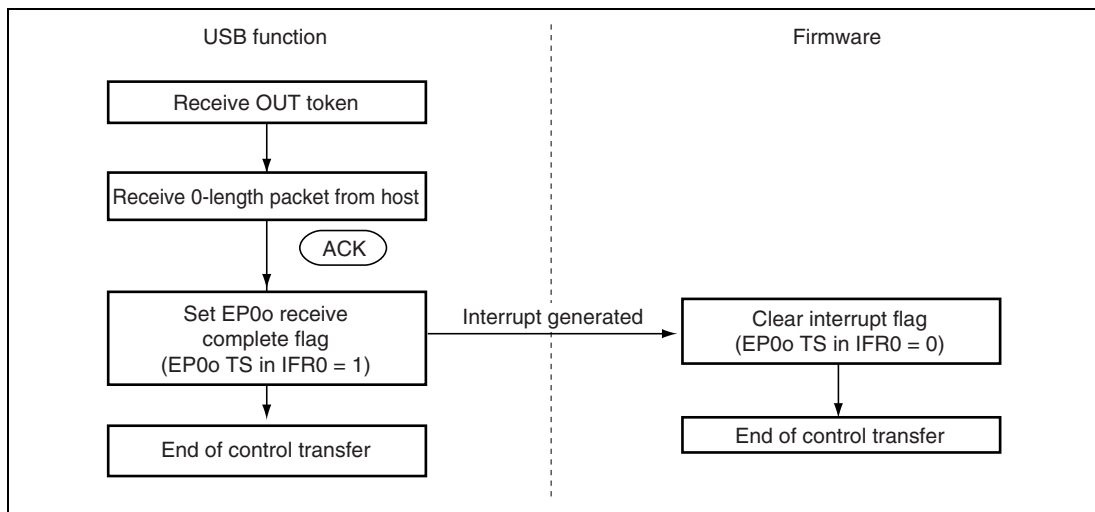 USB function
Firmware
Receive OUT token
Receive 0-length packet from host
ACK
Set EP0o receive
complete flag
(EP0o TS in IFR0 = 1)
Interrupt generated
Clear interrupt flag
(EP0o TS in IFR0 = 0)
End of control transfer
End of control transfer